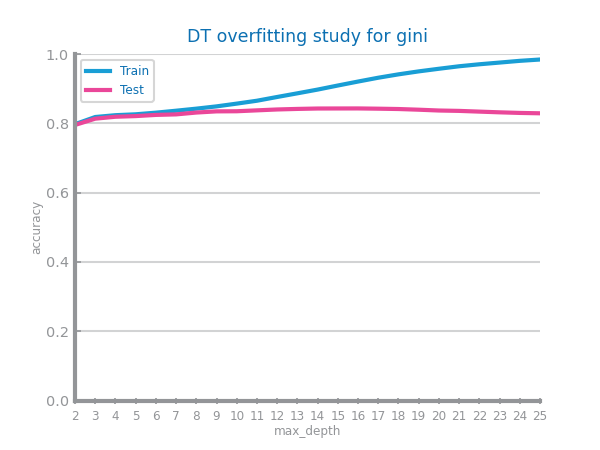 DT overfitting study for gini
Train
Test
1.0
0.8
0.6
0.4
0.2
0.0
accuracy
2 3 4 5 6 7 8 9 10 11 12 13 14 15 16 17 18 19 20 21 22 23 24 25
max_depth